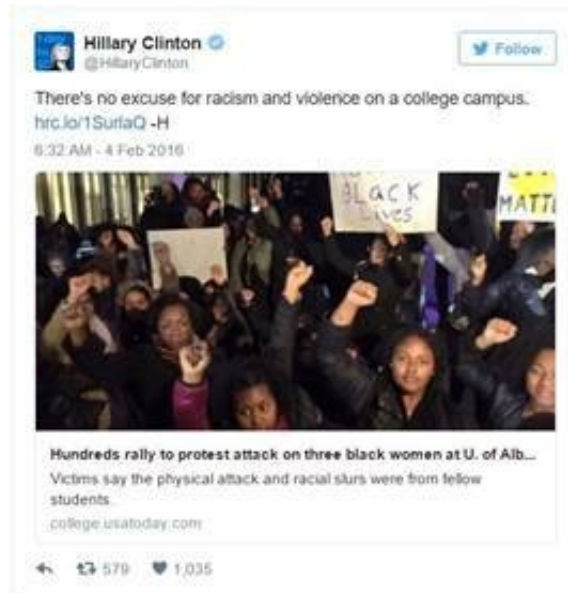 Hillary Clinton
@HillaryClinton
Follow
There's no excuse for racism and violence on a college campus.
hrc.io/1SurlaQ -H
6:32 AM - 4 Feb 2016
BLacK
Lives
MATT
Hundreds rally to protest attack on three black women at U. of Alb...
Victims say the physical attack and racial slurs were from fellow
students.
college.usatoday.com
579 1,035